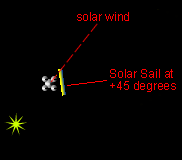 solar wind
Solar Sail at
+45 degrees